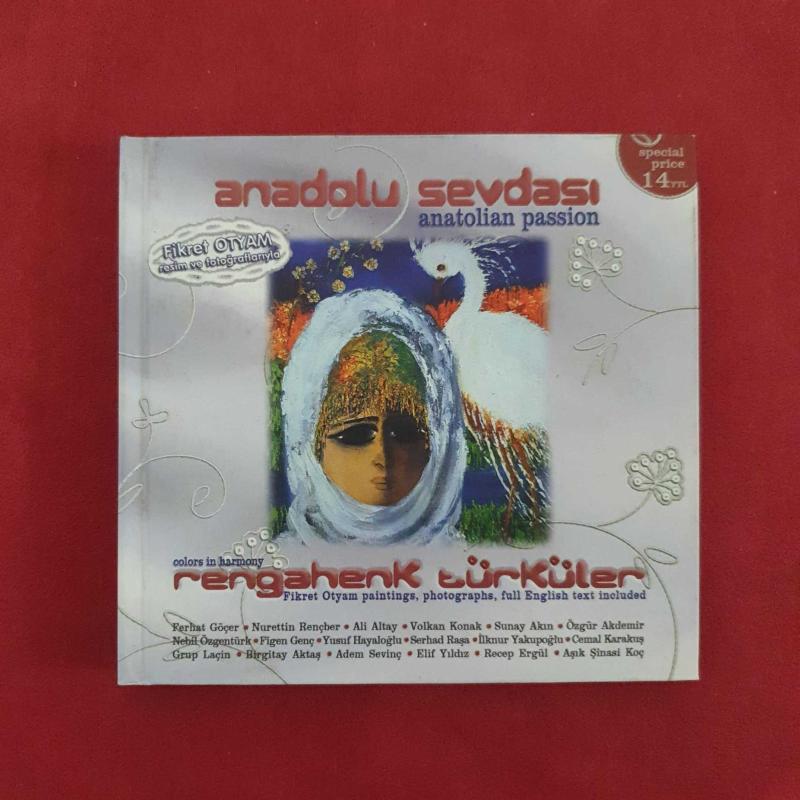 special
price
14 YTL
anadolu sevdası
anatolian passion
Fikret OTYAM
resim ve fotoğraflarıyla
colors in harmony
rengahenk türküler
Fikret Otyam paintings, photographs, full English text included
Ferhat Göçer • Nurettin Rençber • Ali Altay • Volkan Konak • Sunay Akın • Özgür Akdemir
Nebil Özgentürk • Figen Genç • Yusuf Hayaloğlu • Serhad Raşa • İlknur Yakupoğlu • Cemal Karakuş
Grup Laçin • Birgitay Aktaş • Adem Sevinç • Elif Yıldız • Recep Ergül • Aşık Şinasi Koç